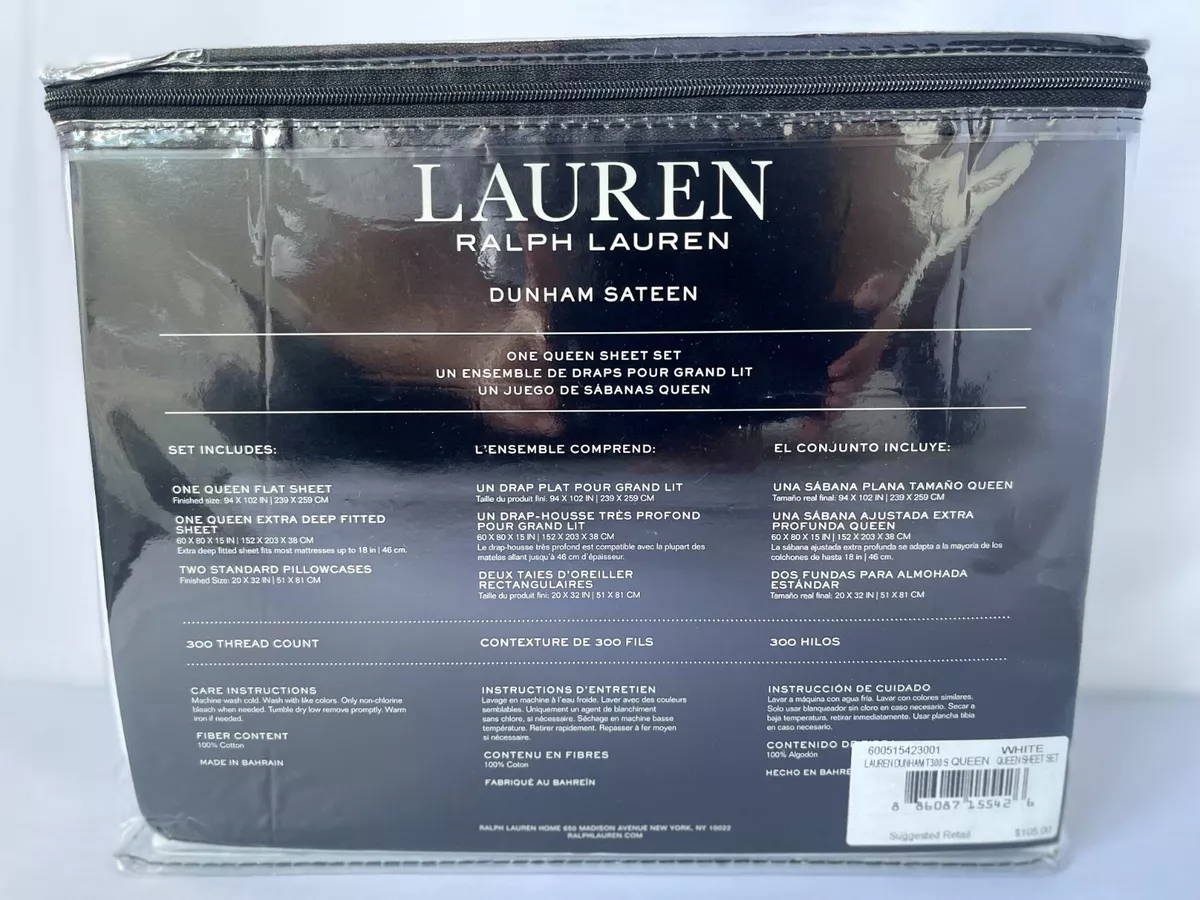 LAUREN
RALPH LAUREN
DUNHAM SATEEN
ONE QUEEN SHEET SET
UN ENSEMBLE DE DRAPS POUR GRAND LIT
UN JUEGO DE SÁBANAS QUEEN
SET INCLUDES:
ONE QUEEN FLAT SHEET
Finished size: 94 X 102 IN | 239 X 259 CM
ONE QUEEN EXTRA DEEP FITTED
SHEET
60 X 80 X 15 IN | 152 X 203 X 38 CM
Extra deep fitted sheet fits most mattresses up to 18 in | 46 cm.
TWO STANDARD PILLOWCASES
Finished Size: 20 X 32 IN | 51 X 81 CM
300 THREAD COUNT
CARE INSTRUCTIONS
Machine wash cold. Wash with like colors. Only non-chlorine
bleach when needed. Tumble dry low remove promptly. Warm
iron if needed.
FIBER CONTENT
100% Cotton
MADE IN BAHRAIN
L'ENSEMBLE COMPREND:
UN DRAP PLAT POUR GRAND LIT
Taille du produit fini: 94 X 102 IN | 239 X 259 CM
UN DRAP-HOUSSE TRÈS PROFOND
POUR GRAND LIT
60 X 80 X 15 IN | 152 X 203 X 38 CM
Le drap-housse très profond est compatible avec la plupart des
matelas allant jusqu'à 46 cm d'épaisseur.
DEUX TAIES D'OREILLER
RECTANGULAIRES
Taille du produit fini: 20 X 32 IN | 51 X 81 CM
CONTEXTURE DE 300 FILS
INSTRUCTIONS D'ENTRETIEN
Lavage en machine à l'eau froide. Laver avec des couleurs
semblables. Uniquement un agent de blanchiment
sans chlore, si nécessaire. Séchage en machine basse
température. Retirer rapidement. Repasser à fer moyen
si nécessaire.
CONTENU EN FIBRES
100% Coton
FABRIQUÉ AU BAHREÏN
EL CONJUNTO INCLUYE:
UNA SÁBANA PLANA TAMAÑO QUEEN
Tamaño real final: 94 X 102 IN | 239 X 259 CM
UNA SÁBANA AJUSTADA EXTRA
PROFUNDA QUEEN
60 X 80 X 15 IN | 152 X 203 X 38 CM
La sábana ajustada extra profunda se adapta a la mayoría de los
colchones de hasta 18 in | 46 cm.
DOS FUNDAS PARA ALMOHADA
ESTÁNDAR
Tamaño real final: 20 X 32 IN | 51 X 81 CM
300 HILOS
INSTRUCCIÓN DE CUIDADO
Lavar a máquina con agua fría. Lavar con colores similares.
Solo usar blanqueador sin cloro en caso necesario. Secar a
baja temperatura, retirar inmediatamente. Usar plancha tibia
en caso necesario.
CONTENIDO DE
100% Algodón
HECHO EN BAHRE
600515423001 WHITE
LAUREN DUNHAM T300 S QUEEN QUEEN SHEET SET
8 86087 15542 6
Suggested Retail $105.00
RALPH LAUREN HOME 650 MADISON AVENUE NEW YORK, NY 10022
RALPHLAUREN.COM